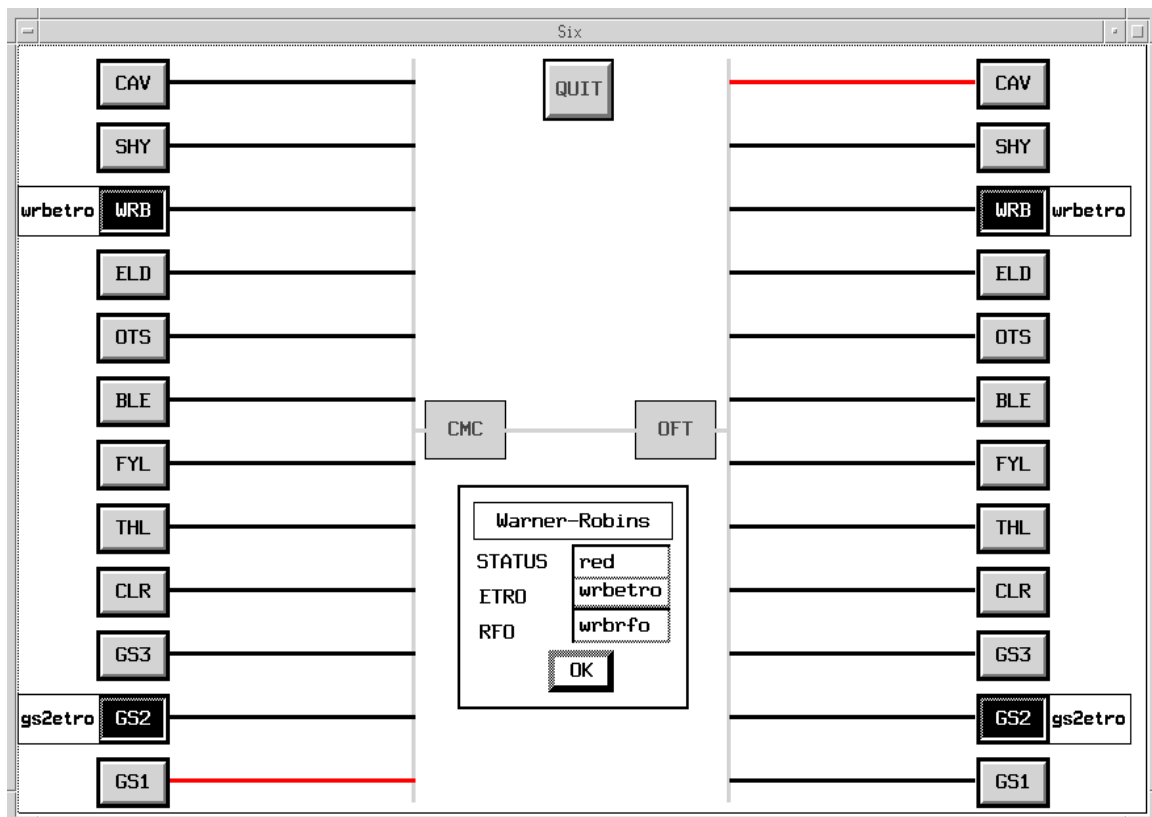 Six
CAV QUIT CAV
SHY SHY
wrbetro WRB WRB wrbetro
ELD ELD
OTS OTS
BLE BLE
CMC OFT
FYL FYL
Warner-Robins
THL THL
STATUS red
ETRO wrbetro
CLR CLR
RFO wrbrfo
GS3 GS3
OK
gs2etro GS2 GS2 gs2etro
GS1 GS1